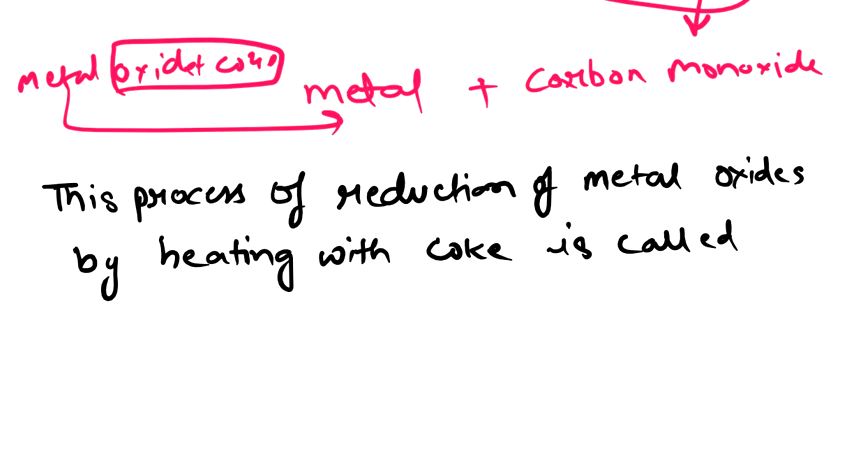 metal oxide + coke metal + carbon monoxide
This process of reduction of metal oxides
by heating with coke is called